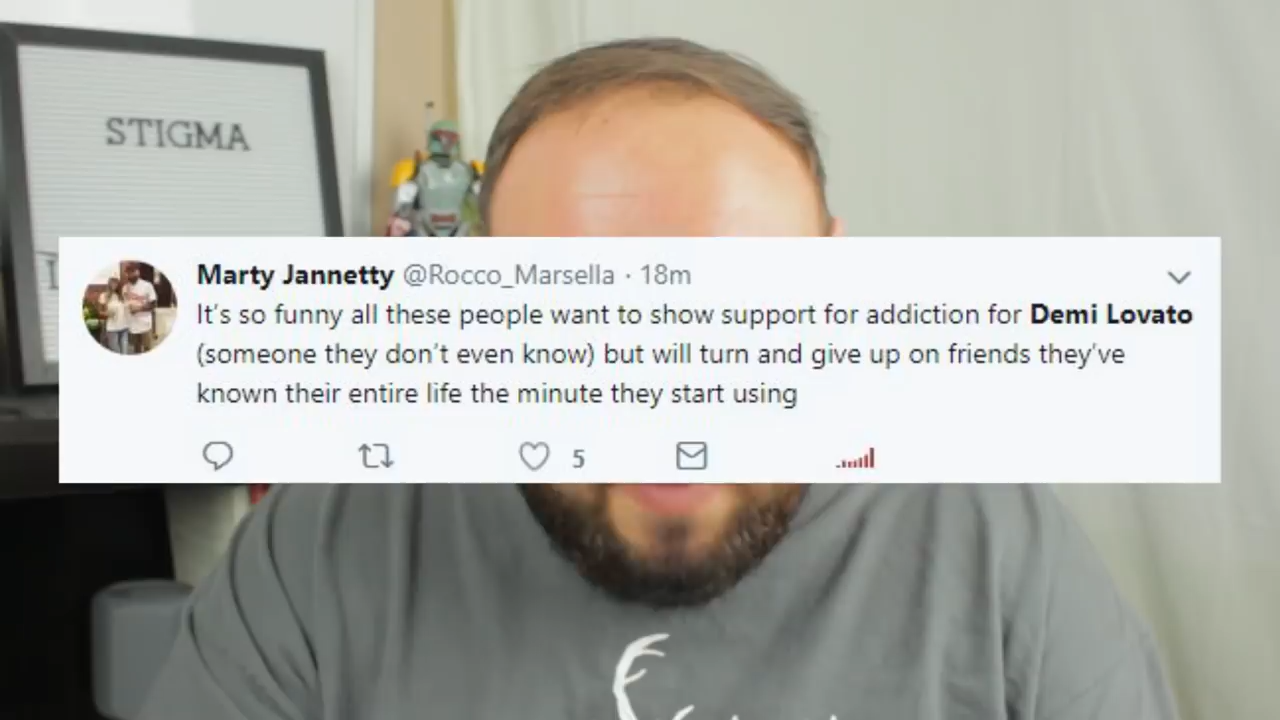 STIGMA
Marty Jannetty @Rocco_Marsella · 18m
It's so funny all these people want to show support for addiction for Demi Lovato
(someone they don't even know) but will turn and give up on friends they've
known their entire life the minute they start using
5